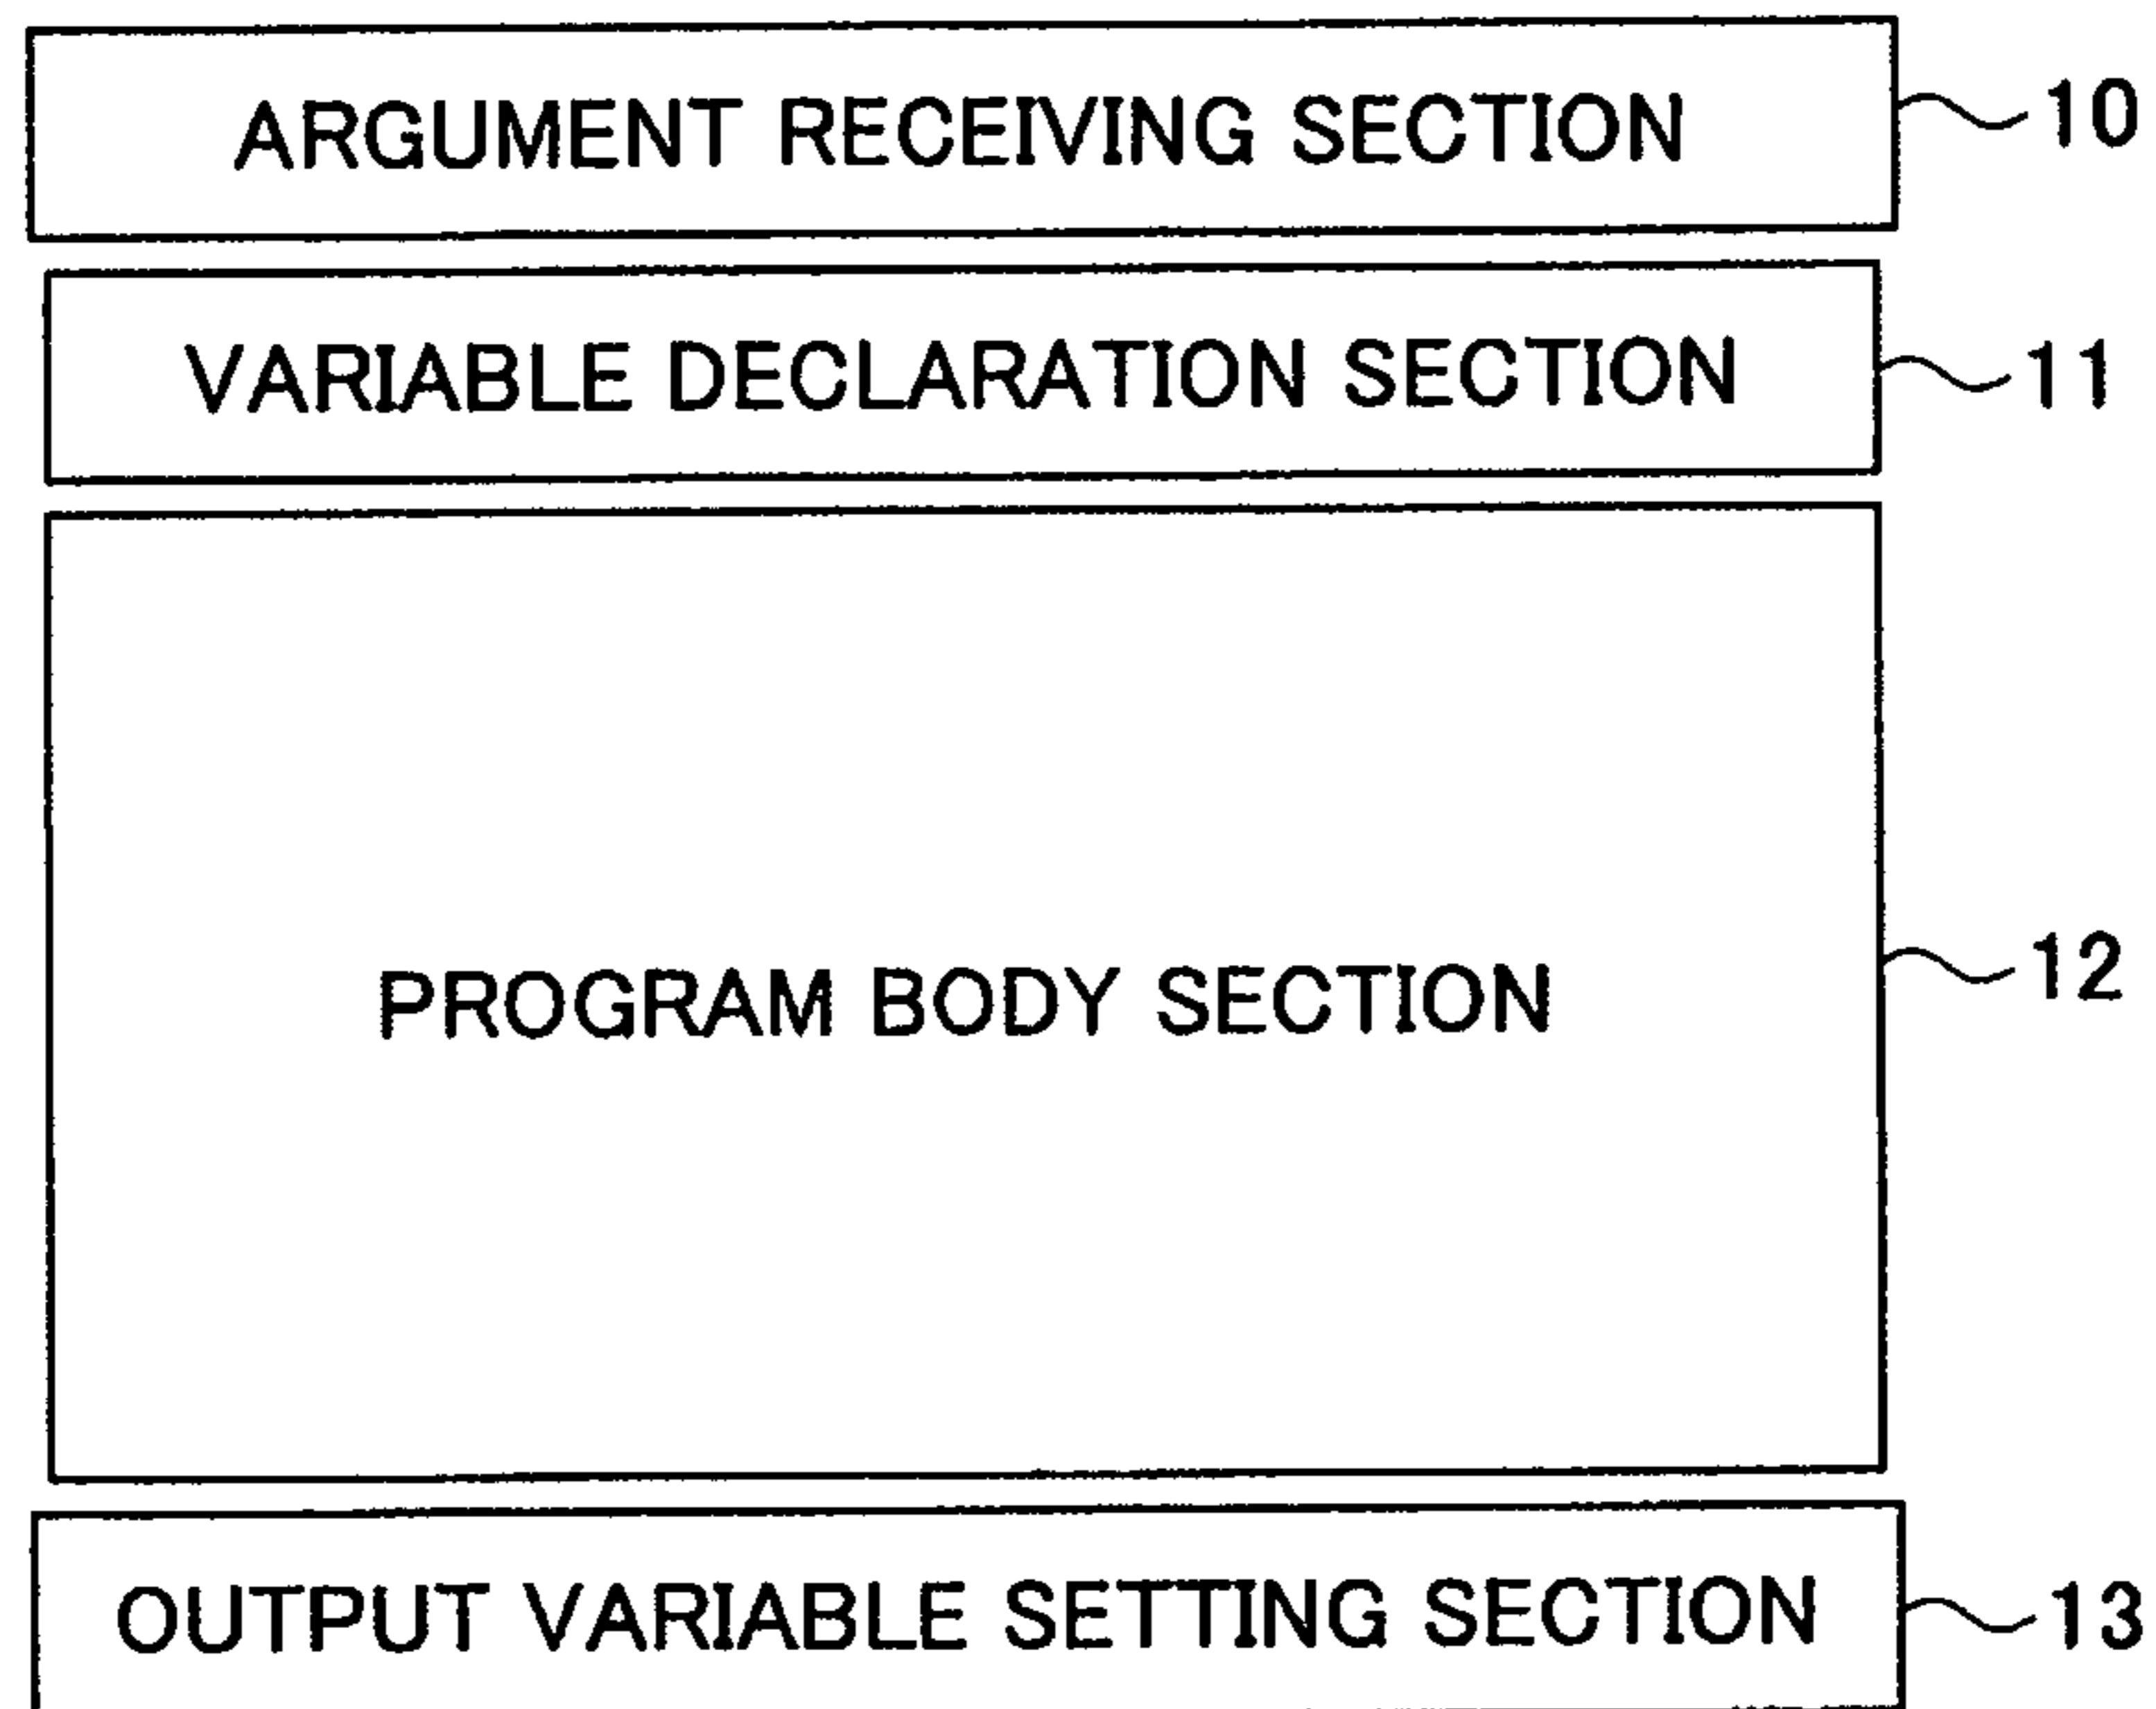 ARGUMENT RECEIVING SECTION 10
VARIABLE DECLARATION SECTION 11
PROGRAM BODY SECTION 12
OUTPUT VARIABLE SETTING SECTION 13